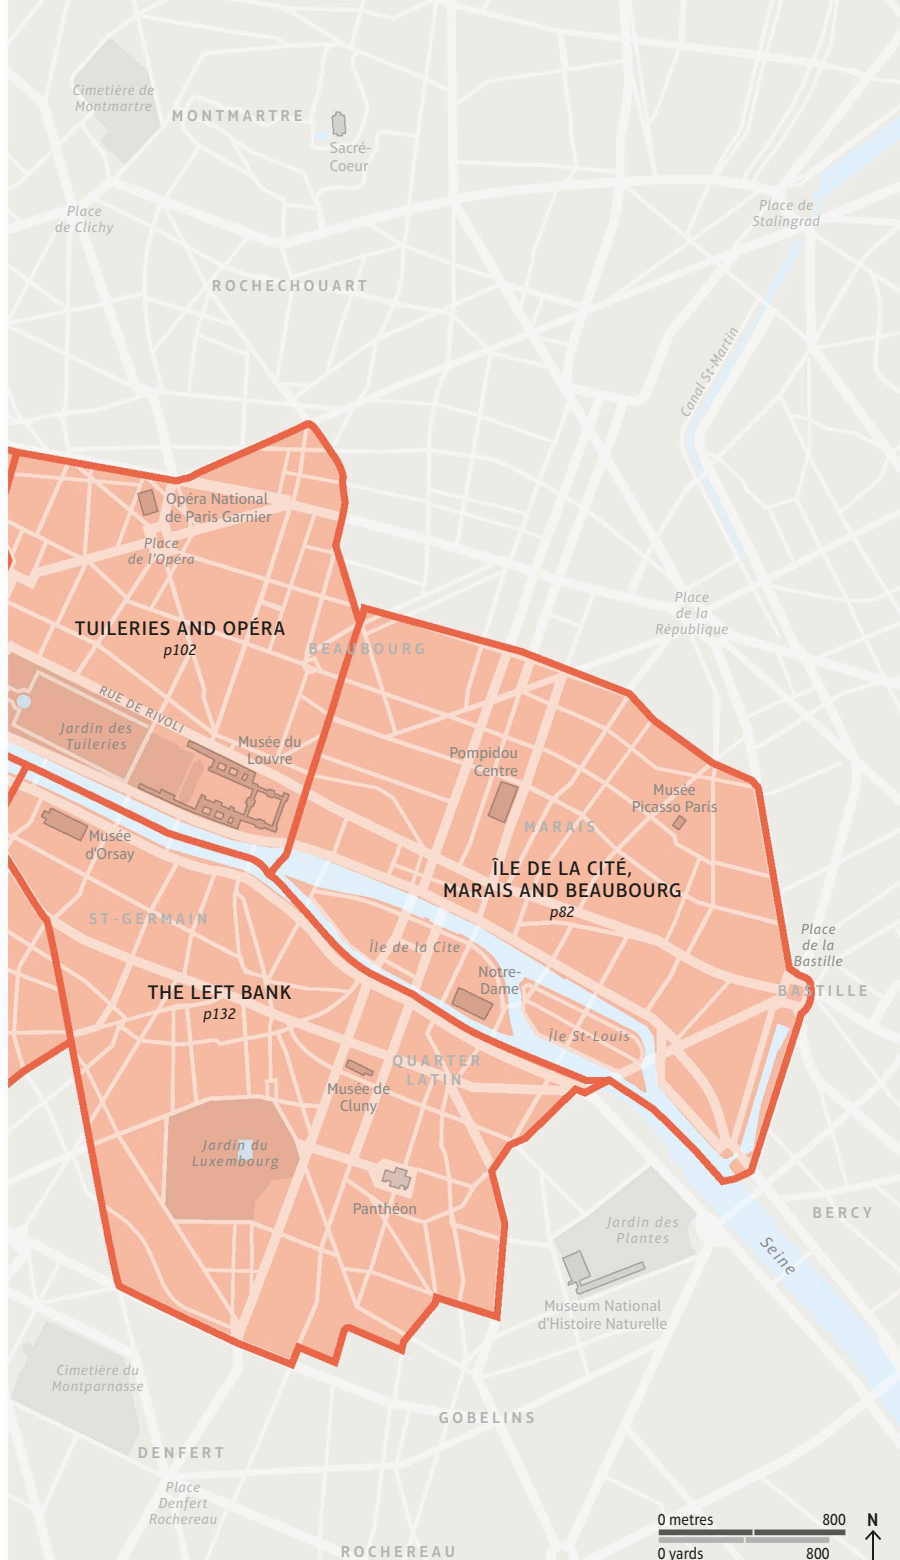 Cimetière de
Montmartre
MONTMARTRE
Sacré-
Coeur
Place
de Clichy
Place de
Stalingrad
ROCHECHOUART
Canal St-Martin
Opéra National
de Paris Garnier
Place
de l'Opéra
Place
de la
République
TUILERIES AND OPÉRA
p102
BEAUBOURG
RUE DE RIVOLI
Jardin des
Tuileries
Musée du
Louvre
Pompidou
Centre
Musée
Picasso Paris
MARAIS
Musée
d'Orsay
ÎLE DE LA CITÉ,
MARAIS AND BEAUBOURG
p82
ST-GERMAIN
Île de la Cite
Place
de la
Bastille
BASTILLE
Notre-
Dame
THE LEFT BANK
p132
Île St-Louis
QUARTER
LATIN
Musée de
Cluny
Jardin du
Luxembourg
Panthéon
BERCY
Jardin des
Plantes
Seine
Museum National
d'Histoire Naturelle
Cimetière du
Montparnasse
GOBELINS
DENFERT
Place
Denfert
Rochereau
ROCHEREAU
0 metres 800
N
0 yards 800